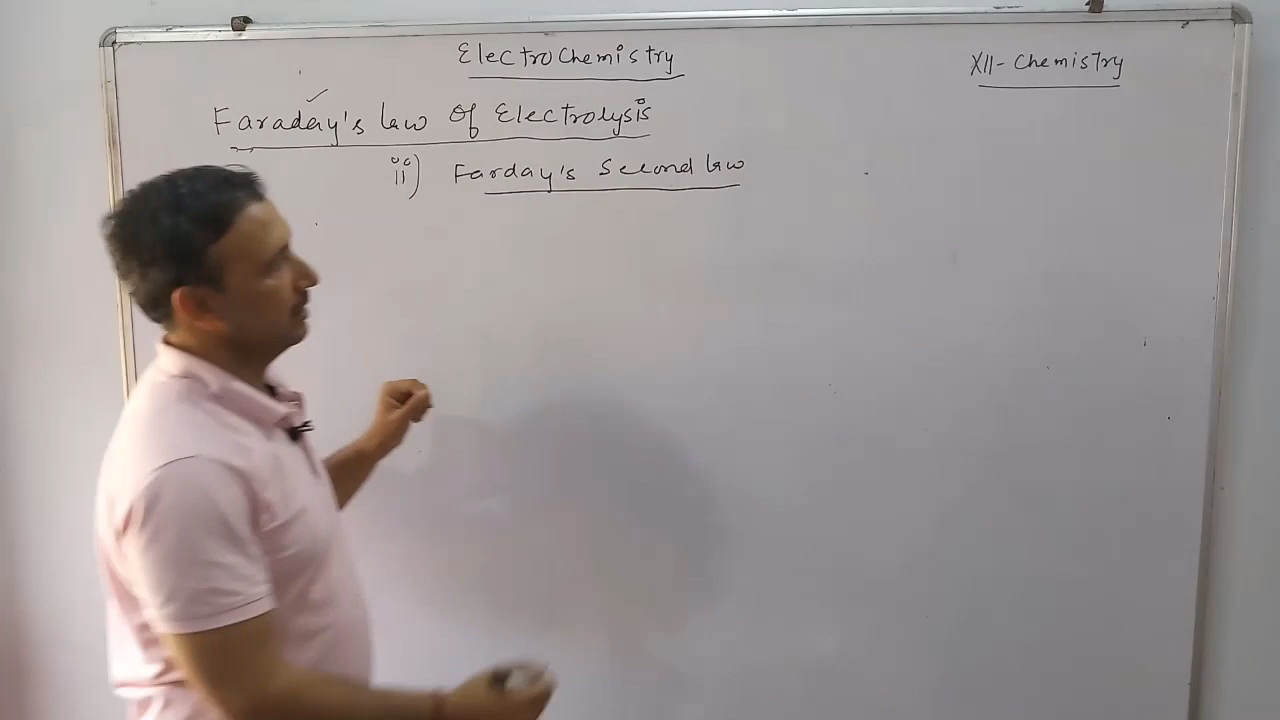 ElectroChemistry
XII- Chemistry
Faraday's law of Electrolysis
ii) Farday's Second law